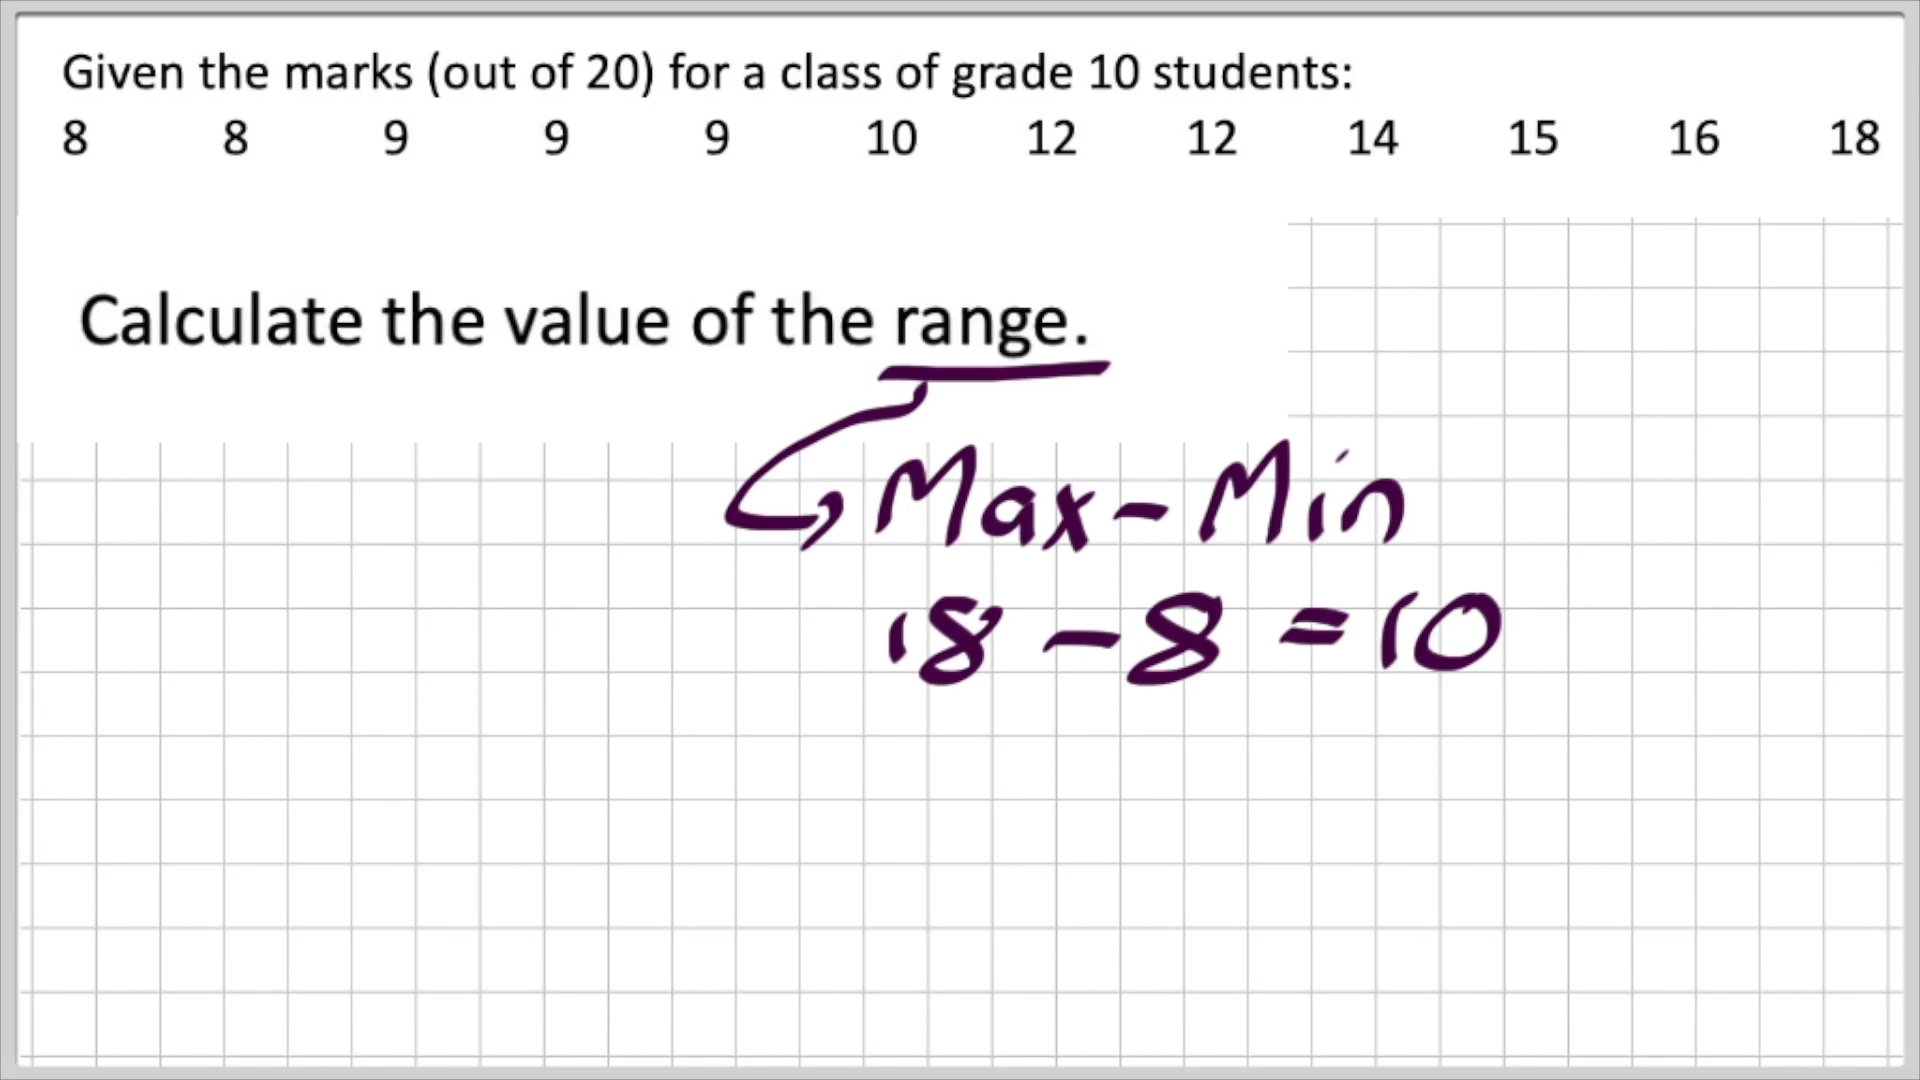 Given the marks (out of 20) for a class of grade 10 students:
8 8 9 9 9 10 12 12 14 15 16 18
Calculate the value of the range.
Max - Min
18 - 8 = 10